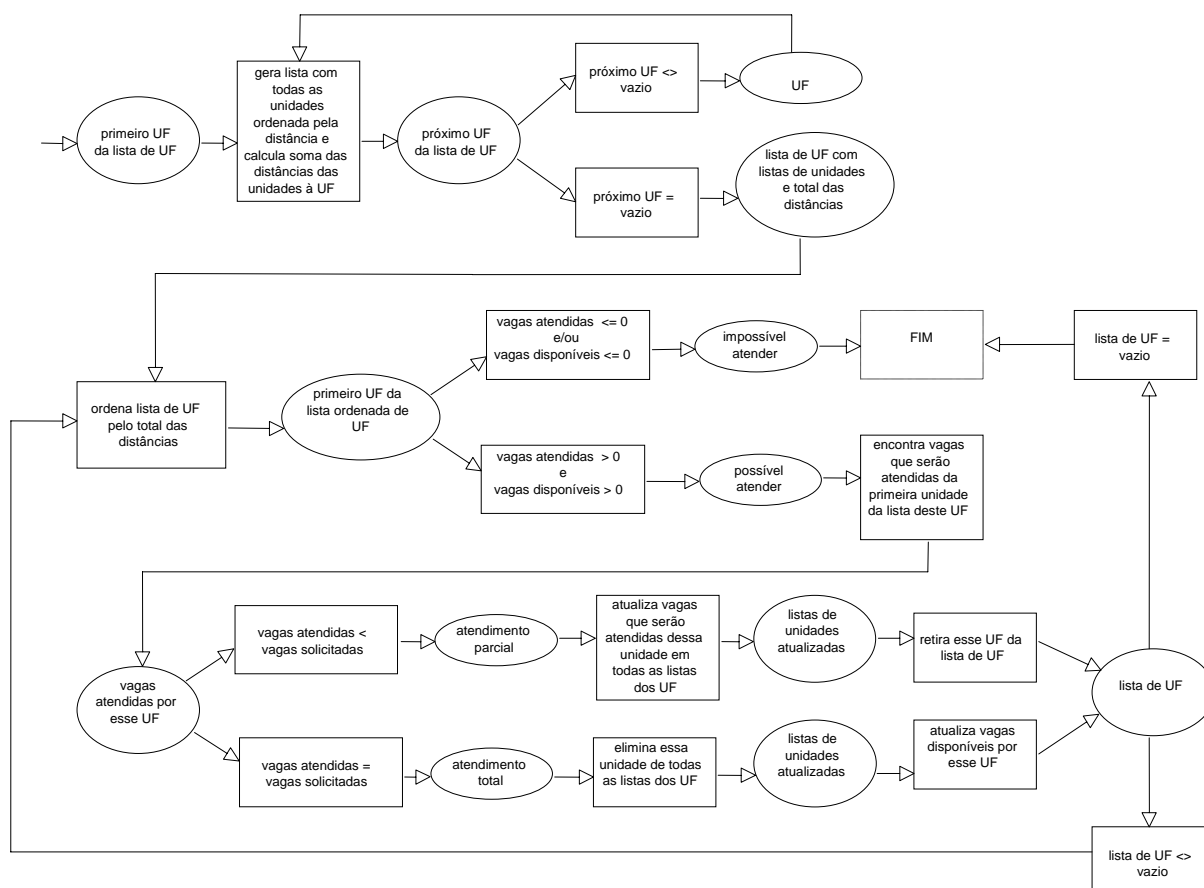 primeiro UF
da lista de UF
gera lista com
todas as
unidades
ordenada pela
distância e
calcula soma das
distâncias das
unidades à UF
próximo UF
da lista de UF
próximo UF <>
vazio
UF
próximo UF =
vazio
lista de UF com
listas de unidades
e total das
distâncias
ordena lista de UF
pelo total das
distâncias
primeiro UF da
lista ordenada de
UF
vagas atendidas <= 0
e/ou
vagas disponíveis <= 0
impossível
atender
FIM
lista de UF =
vazio
vagas atendidas > 0
e
vagas disponíveis > 0
possível
atender
encontra vagas
que serão
atendidas da
primeira unidade
da lista deste UF
vagas
atendidas por
esse UF
vagas atendidas <
vagas solicitadas
atendimento
parcial
atualiza vagas
que serão
atendidas dessa
unidade em
todas as listas
dos UF
listas de
unidades
atualizadas
retira esse UF da
lista de UF
lista de UF
vagas atendidas =
vagas solicitadas
atendimento
total
elimina essa
unidade de todas
as listas dos UF
listas de
unidades
atualizadas
atualiza vagas
disponíveis por
esse UF
lista de UF <>
vazio